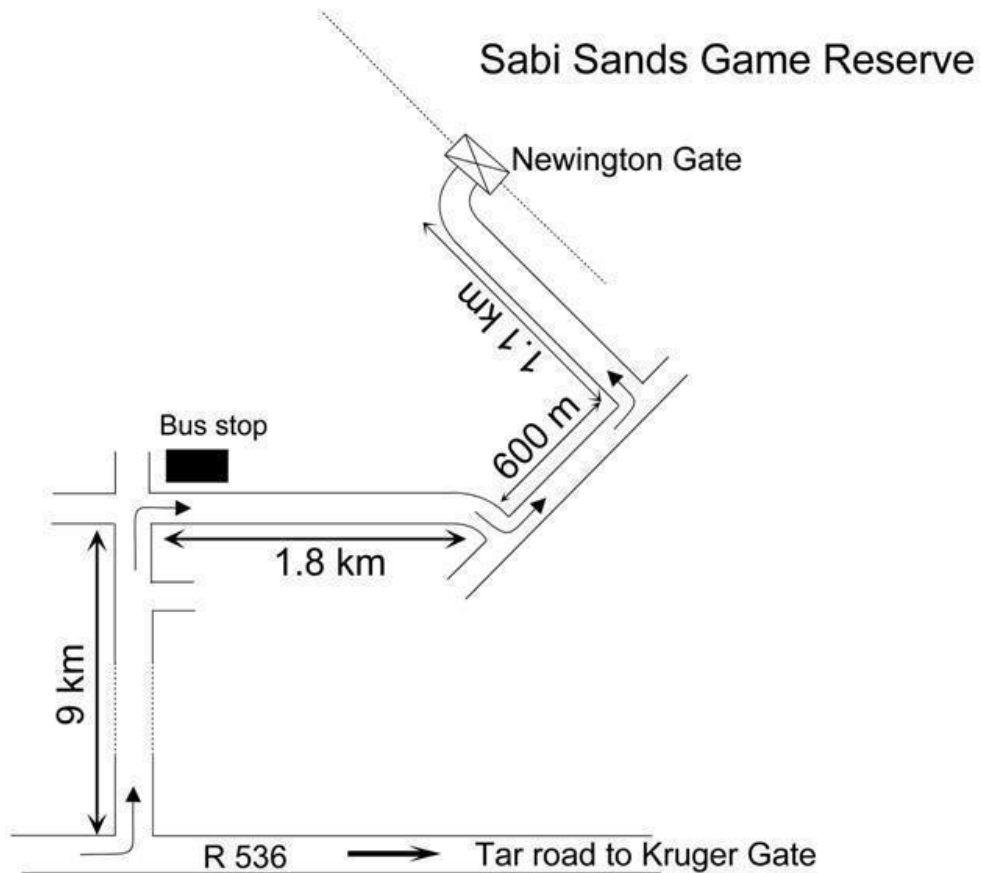 Sabi Sands Game Reserve
Newington Gate
1.1 km
600 m
Bus stop
1.8 km
9 km
R 536
Tar road to Kruger Gate